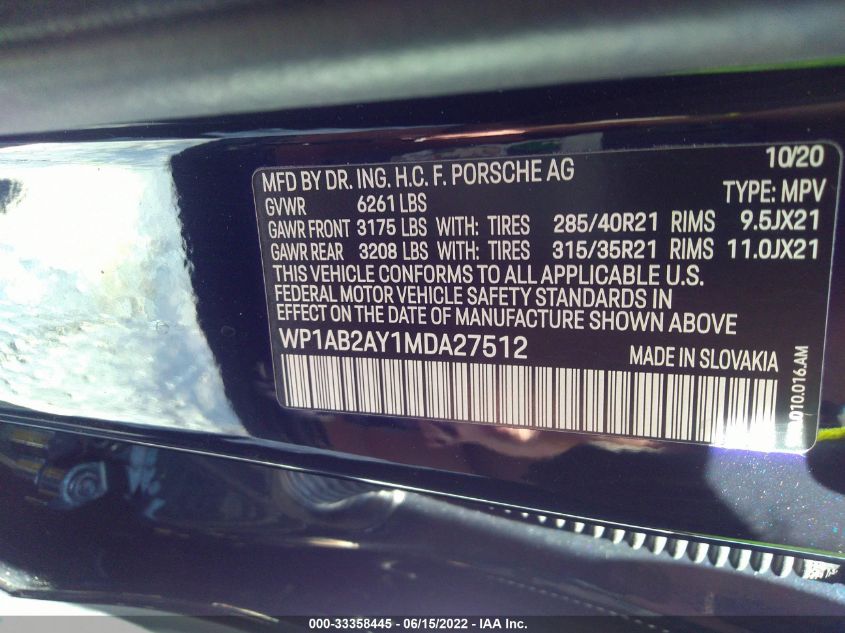 10/20
MFD BY DR. ING. H.C. F. PORSCHE AG
GVWR 6261 LBS TYPE: MPV
GAWR FRONT 3175 LBS WITH: TIRES 285/40R21 RIMS 9.5JX21
GAWR REAR 3208 LBS WITH: TIRES 315/35R21 RIMS 11.0JX21
THIS VEHICLE CONFORMS TO ALL APPLICABLE U.S.
FEDERAL MOTOR VEHICLE SAFETY STANDARDS IN
EFFECT ON THE DATE OF MANUFACTURE SHOWN ABOVE
WP1AB2AY1MDA27512 MADE IN SLOVAKIA
000-33358445 - 06/15/2022 - IAA Inc.